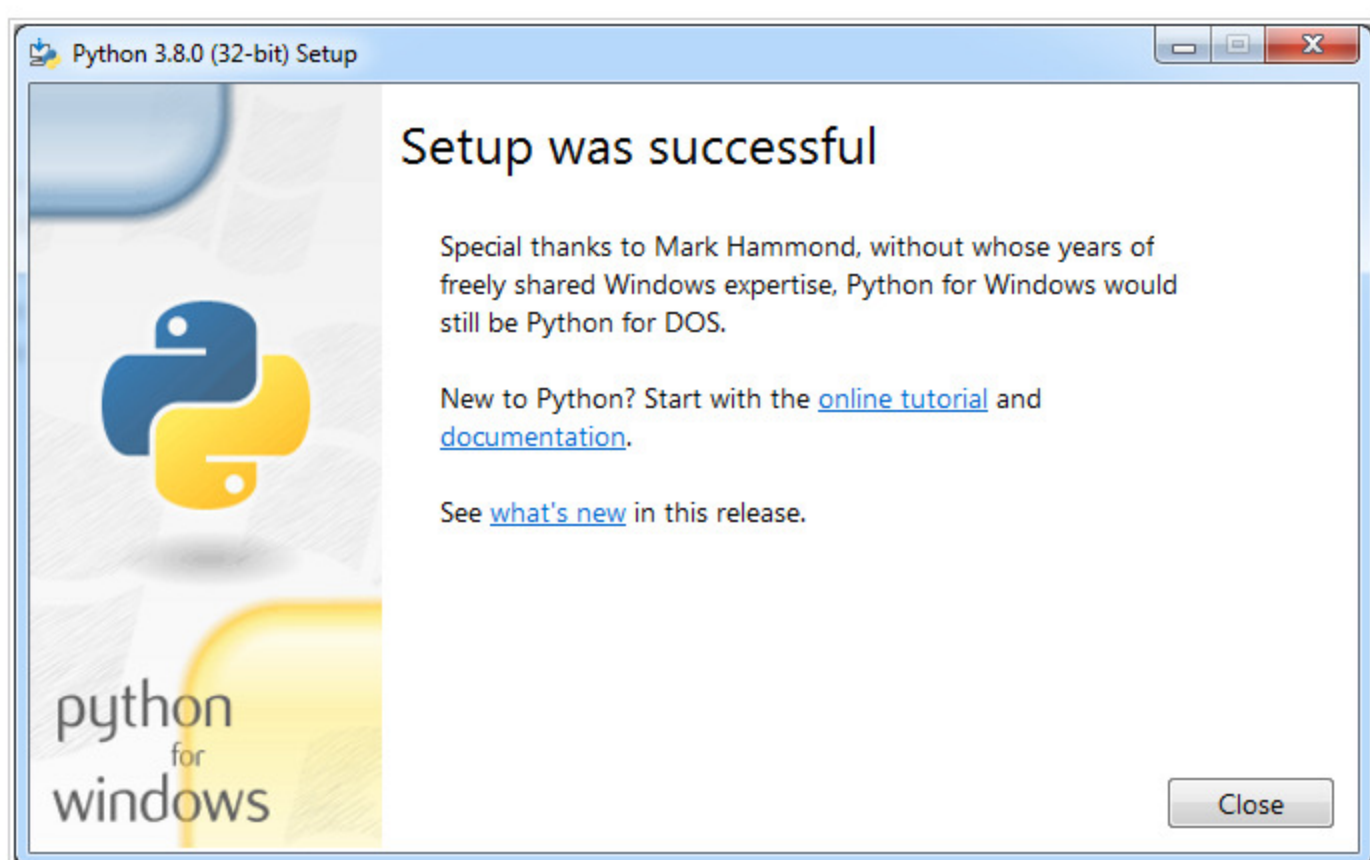 Python 3.8.0 (32-bit) Setup
Setup was successful
Special thanks to Mark Hammond, without whose years of
freely shared Windows expertise, Python for Windows would
still be Python for DOS.
New to Python? Start with the online tutorial and
documentation.
See what's new in this release.
python
for
windows
Close